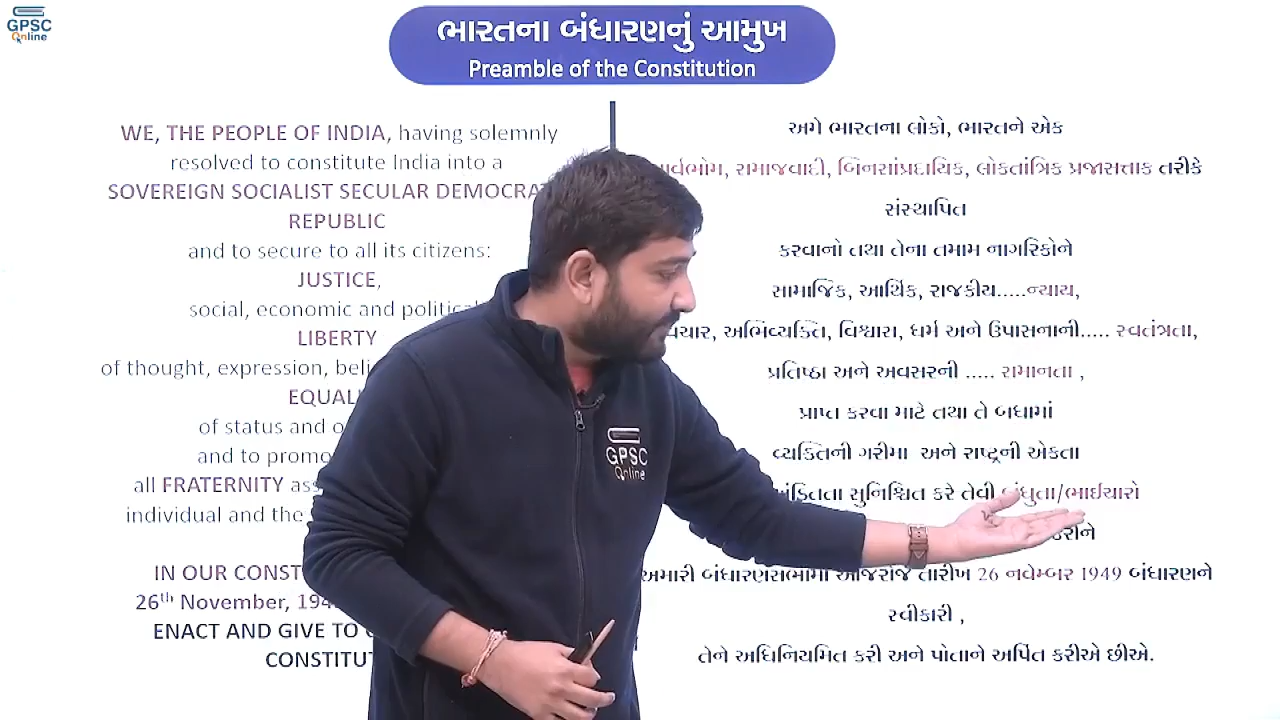 GPSC
Online
ભારતના બંધારણનું આમુખ
Preamble of the Constitution
WE, THE PEOPLE OF INDIA, having solemnly
resolved to constitute India into a
SOVEREIGN SOCIALIST SECULAR
REPUBLIC
and to secure to all its citizens:
JUSTICE,
social, economic and
LIBERTY
of thought, expression,
of status and
and to
all FRATERNITY
individual and the
IN OUR
26th November,
ENACT AND GIVE TO
અમે ભારતના લોકો, ભારતને એક
સમાજવાદી, બિનસાંપ્રદાયિક, લોકતાંત્રિક પ્રજાસત્તાક તરીકે
સંસ્થાપિત
કરવાનો તથા તેના તમામ નાગરિકોને
સામાજિક, આર્થિક, રાજકીય.....ન્યાય,
અભિવ્યક્તિ, વિશ્વાસ, ધર્મ અને ઉપાસનાની..... સ્વતંત્રતા,
પ્રતિષ્ઠા અને અવસરની ..... સમાનતા ,
પ્રાપ્ત કરવા માટે તથા તે બધામાં
વ્યક્તિની ગરીમા અને રાષ્ટ્રની એકતા
સુનિશ્ચિત કરે તેવી બંધુતા/ભાઈચારો
અમારી બંધારણસભામાં આજરોજ તારીખ 26 નવેમ્બર 1949 બંધારણને
સ્વીકારી ,
તેને અધિનિયમિત કરી અને પોતાને અર્પિત કરીએ છીએ.
GPSC
Online